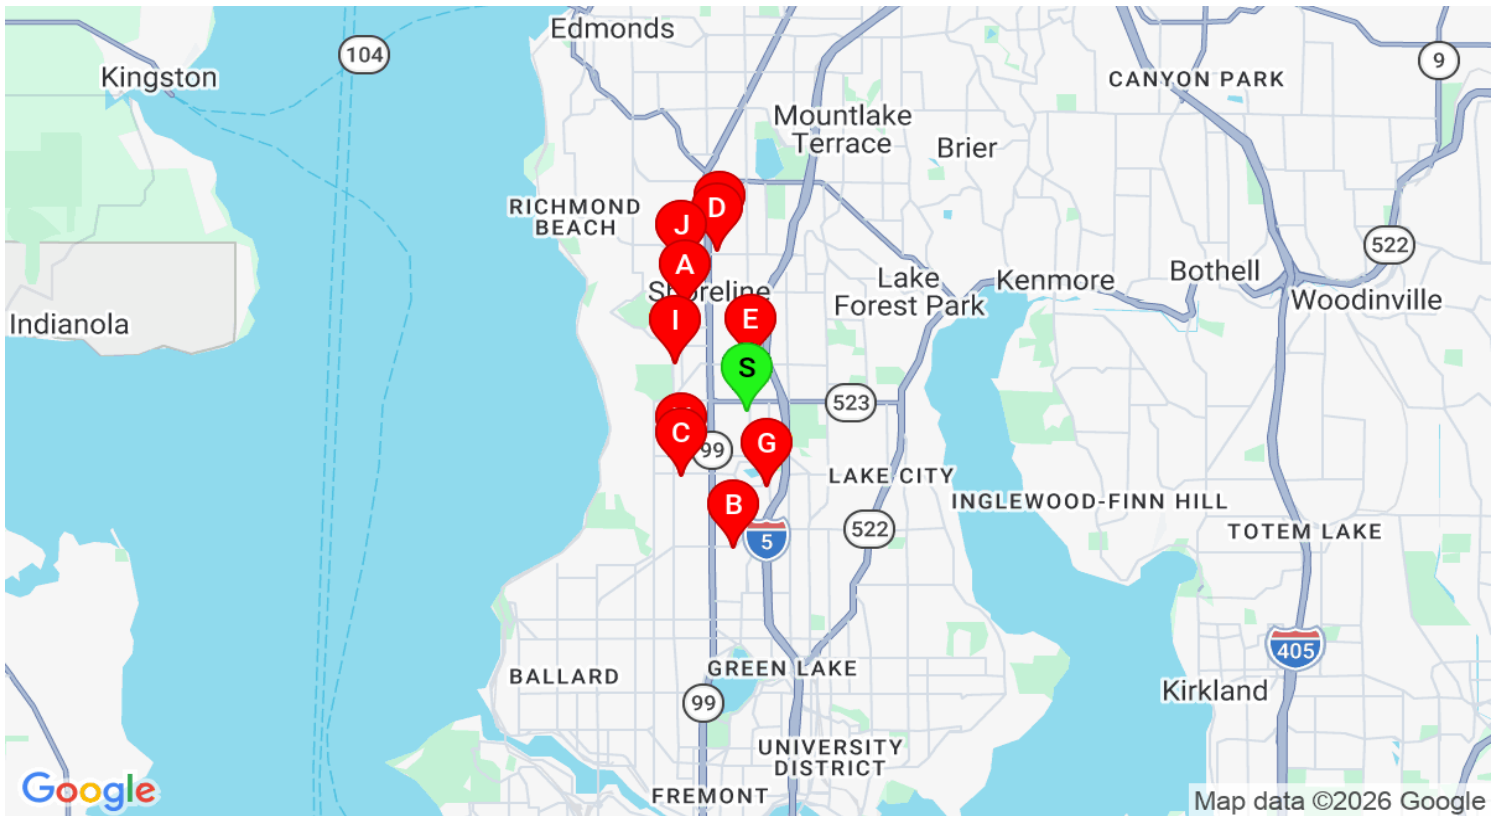 Edmonds
104
9
Kingston
CANYON PARK
Mountlake
Terrace
Brier
RICHMOND
BEACH
D
J
522
A
Lake
Forest Park
Kenmore
Bothell
Woodinville
Shoreline
Indianola
I
E
S
523
C
99
G
LAKE CITY
INGLEWOOD-FINN HILL
B
522
TOTEM LAKE
5
405
BALLARD
GREEN LAKE
99
Kirkland
UNIVERSITY
DISTRICT
FREMONT
Google
Map data ©2026 Google